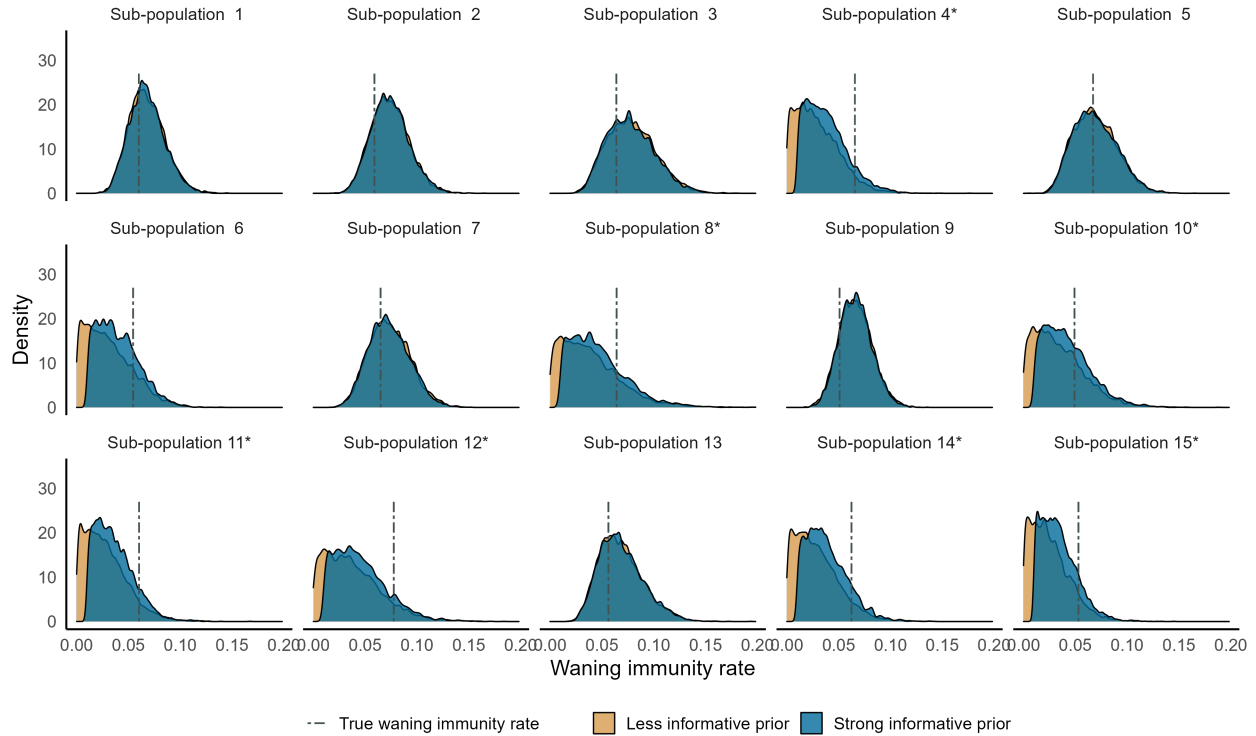 Sub-population 1 Sub-population 2 Sub-population 3 Sub-population 4* Sub-population 5
30
20
10
0
Sub-population 6 Sub-population 7 Sub-population 8* Sub-population 9 Sub-population 10*
30
20
10
0
Density
Sub-population 11* Sub-population 12* Sub-population 13 Sub-population 14* Sub-population 15*
30
20
10
0
0.00 0.05 0.10 0.15 0.20 0.00 0.05 0.10 0.15 0.20 0.00 0.05 0.10 0.15 0.20 0.00 0.05 0.10 0.15 0.20 0.00 0.05 0.10 0.15 0.20
Waning immunity rate
True waning immunity rate Less informative prior Strong informative prior